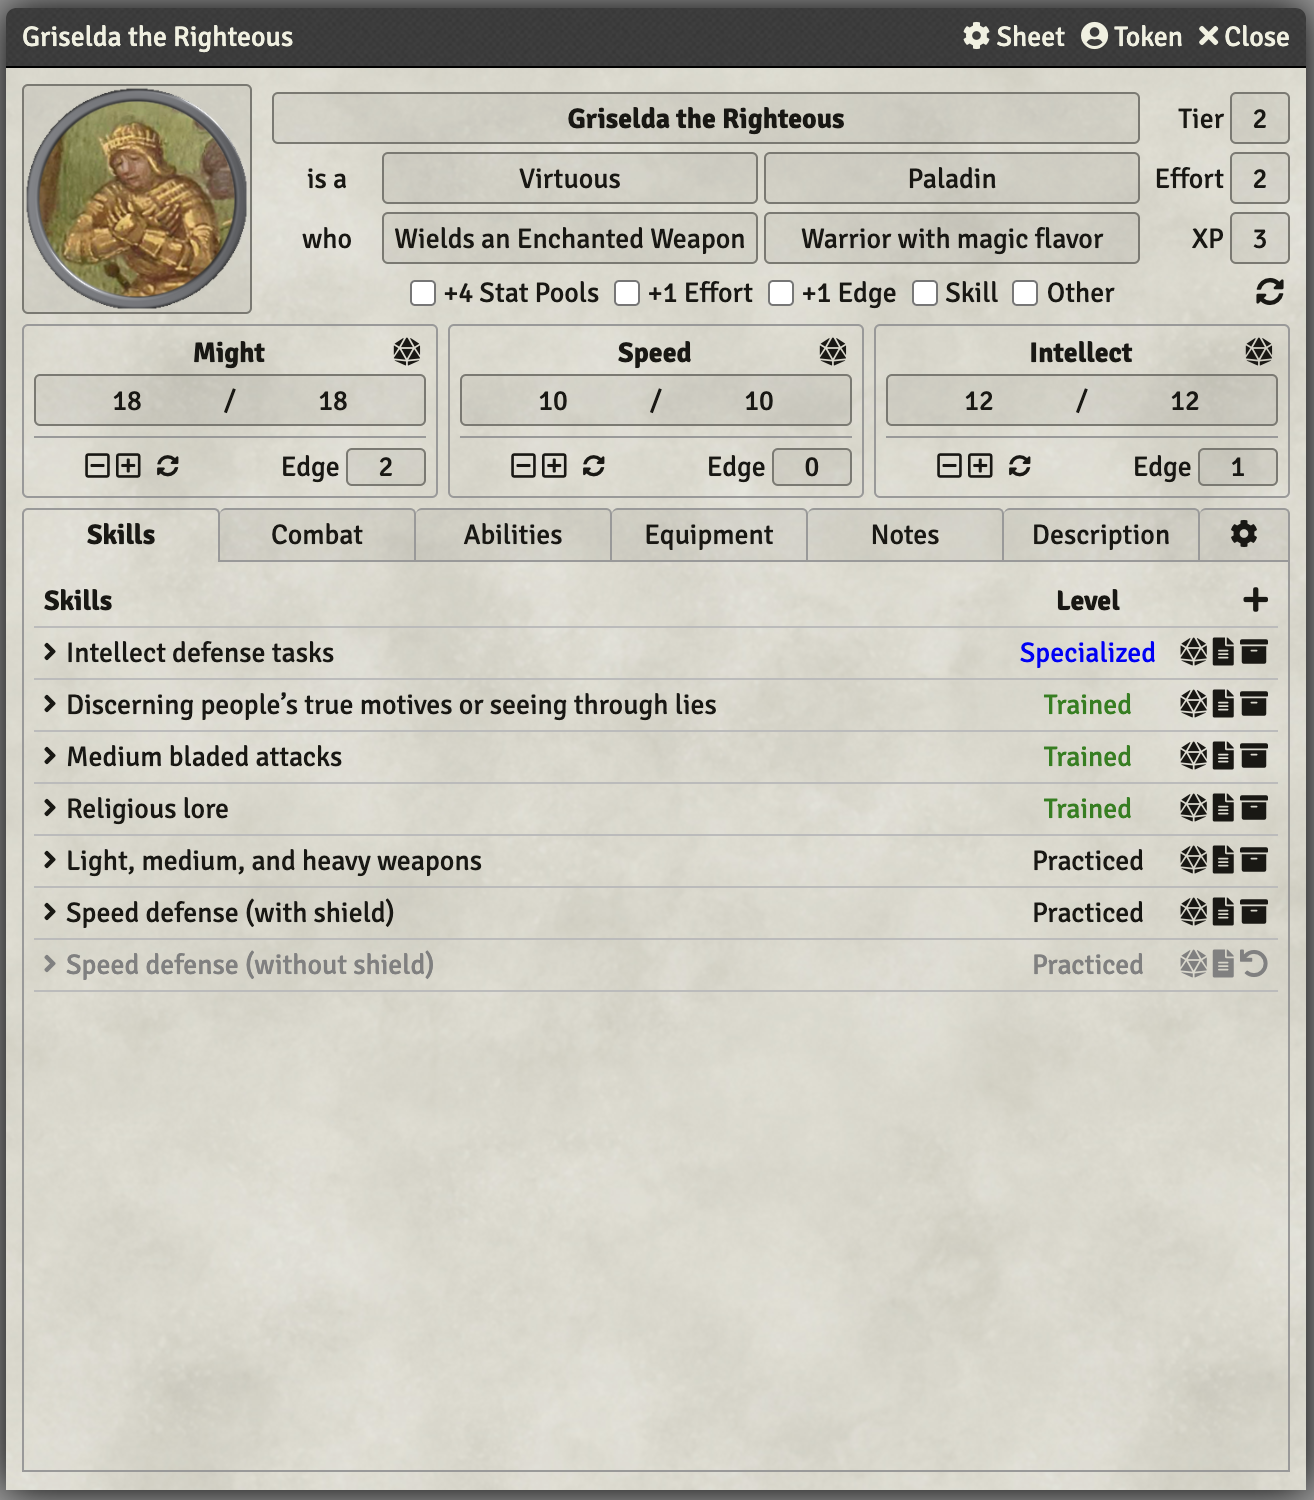 Griselda the Righteous Sheet Token Close
Griselda the Righteous Tier 2
is a Virtuous Paladin Effort 2
who Wields an Enchanted Weapon Warrior with magic flavor XP 3
+4 Stat Pools +1 Effort +1 Edge Skill Other
Might Speed Intellect
18 / 18 10 / 10 12 / 12
Edge 2 Edge 0 Edge 1
Skills Combat Abilities Equipment Notes Description
Skills Level
Intellect defense tasks Specialized
Discerning people’s true motives or seeing through lies Trained
Medium bladed attacks Trained
Religious lore Trained
Light, medium, and heavy weapons Practiced
Speed defense (with shield) Practiced
Speed defense (without shield) Practiced